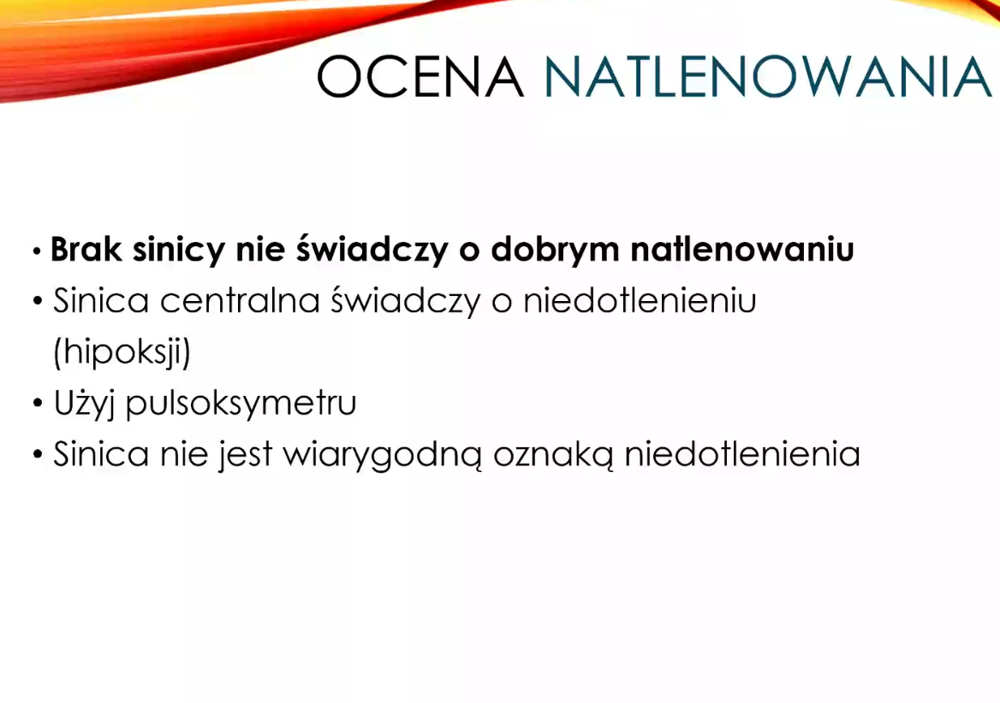 OCENA NATLENOWANIA
• Brak sinicy nie świadczy o dobrym natlenowaniu
• Sinica centralna świadczy o niedotlenieniu
(hipoksji)
• Użyj pulsoksymetru
• Sinica nie jest wiarygodną oznaką niedotlenienia